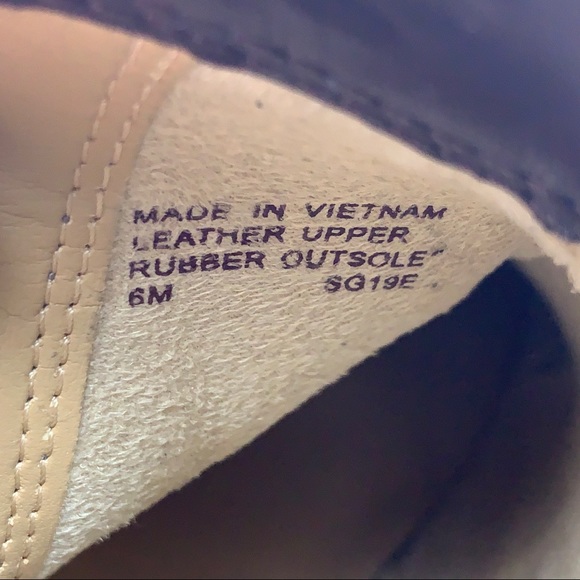 MADE IN VIETNAM
LEATHER UPPER
RUBBER OUTSOLE
6M SG19E